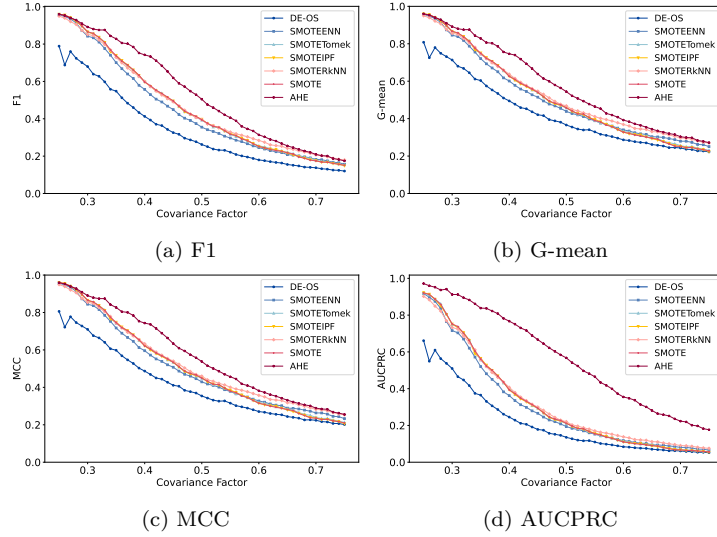 1.0
0.8
0.6
0.4
0.2
0.0
F1
0.3 0.4 0.5 0.6 0.7
Covariance Factor
DE-OS
SMOTEENN
SMOTETomek
SMOTEIPF
SMOTERkNN
SMOTE
AHE
(a) F1
1.0
0.8
0.6
0.4
0.2
0.0
G-mean
0.3 0.4 0.5 0.6 0.7
Covariance Factor
DE-OS
SMOTEENN
SMOTETomek
SMOTEIPF
SMOTERkNN
SMOTE
AHE
(b) G-mean
1.0
0.8
0.6
0.4
0.2
0.0
MCC
0.3 0.4 0.5 0.6 0.7
Covariance Factor
DE-OS
SMOTEENN
SMOTETomek
SMOTEIPF
SMOTERkNN
SMOTE
AHE
(c) MCC
1.0
0.8
0.6
0.4
0.2
0.0
AUCPRC
0.3 0.4 0.5 0.6 0.7
Covariance Factor
DE-OS
SMOTEENN
SMOTETomek
SMOTEIPF
SMOTERkNN
SMOTE
AHE
(d) AUCPRC